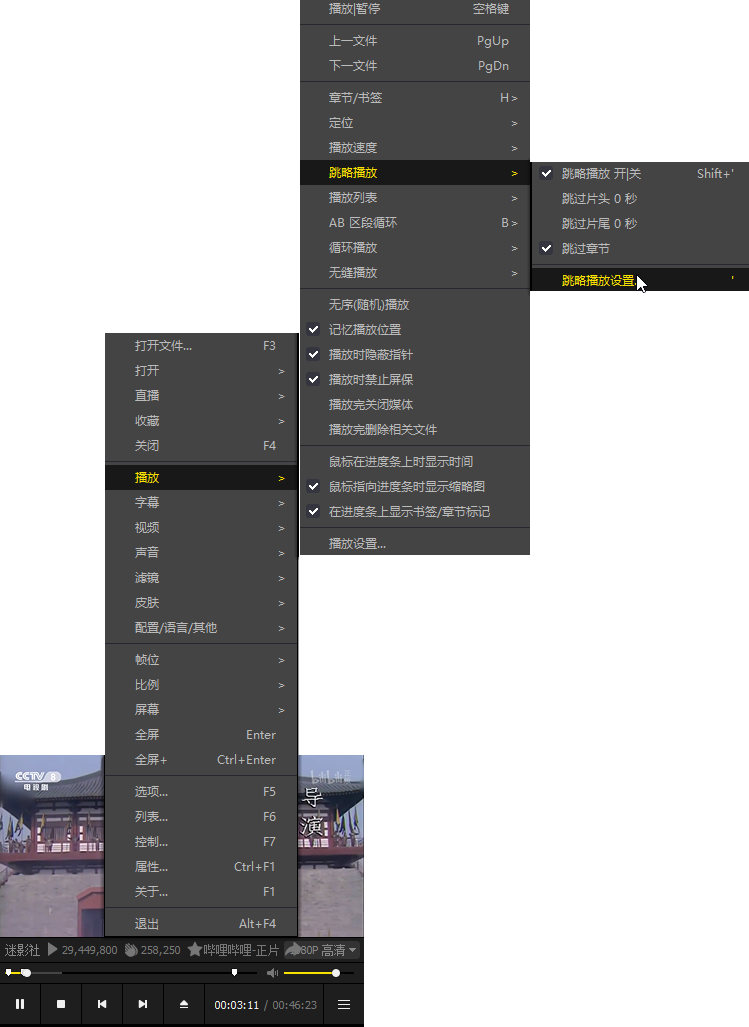 播放|暂停 空格键
上一文件 PgUp
下一文件 PgDn
章节/书签 H >
定位 >
播放速度 >
跳略播放 >
播放列表 >
AB 区段循环 B >
循环播放 >
无缝播放 >
无序(随机)播放
记忆播放位置
播放时隐蔽指针
播放时禁止屏保
播放完关闭媒体
播放完删除相关文件
鼠标在进度条上时显示时间
鼠标指向进度条时显示缩略图
在进度条上显示书签/章节标记
播放设置...
跳略播放 开|关 Shift+'
跳过片头 0 秒
跳过片尾 0 秒
跳过章节
跳略播放设置... '
打开文件... F3
打开 >
直播 >
收藏 >
关闭 F4
播放 >
字幕 >
视频 >
声音 >
滤镜 >
皮肤 >
配置/语言/其他 >
帧位 >
比例 >
屏幕 >
全屏 Enter
全屏+ Ctrl+Enter
选项... F5
列表... F6
控制... F7
属性... Ctrl+F1
关于... F1
退出 Alt+F4
CCTV 8
电视剧
导
演
迷影社 29,449,800 258,250 哔哩哔哩-正片 80P 高清
00:03:11 / 00:46:23